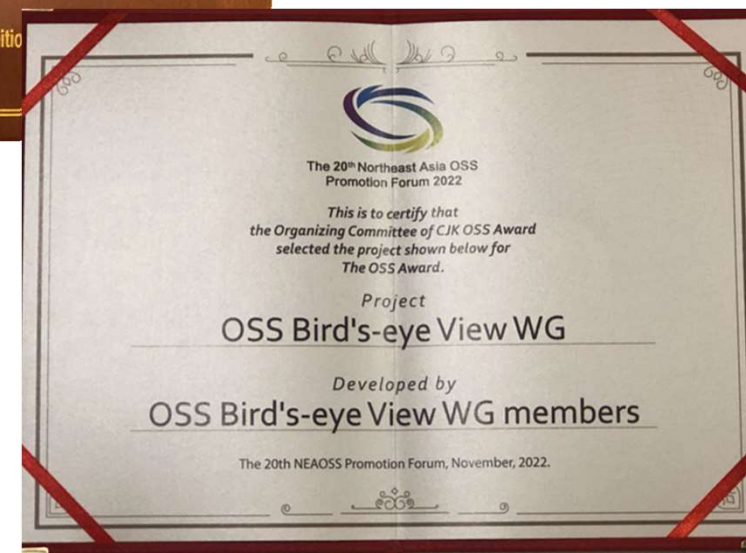 The 20th Northeast Asia OSS
Promotion Forum 2022
This is to certify that
the Organizing Committee of CJK OSS Award
selected the project shown below for
The OSS Award.
Project
OSS Bird's-eye View WG
Developed by
OSS Bird's-eye View WG members
The 20th NEAOSS Promotion Forum, November, 2022.